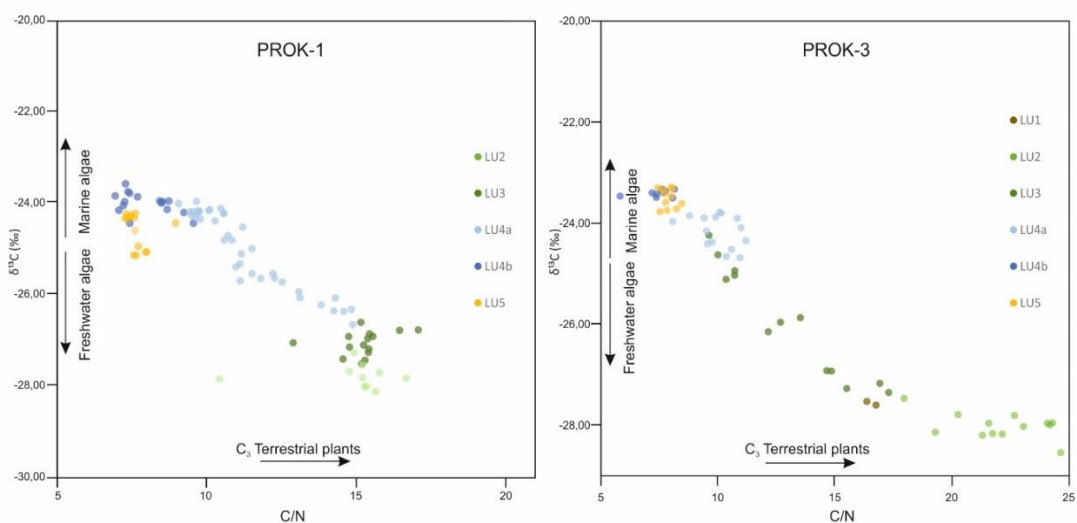 -20,00
-22,00
-24,00
-26,00
-28,00
-30,00
δ¹³C (‰)
Marine algae
Freshwater algae
PROK-1
LU2
LU3
LU4a
LU4b
LU5
C₃ Terrestrial plants
5
10
15
20
C/N
-20,00
-22,00
-24,00
-26,00
-28,00
δ¹³C (‰)
Marine algae
Freshwater algae
PROK-3
LU1
LU2
LU3
LU4a
LU4b
LU5
C₃ Terrestrial plants
5
10
15
20
25
C/N